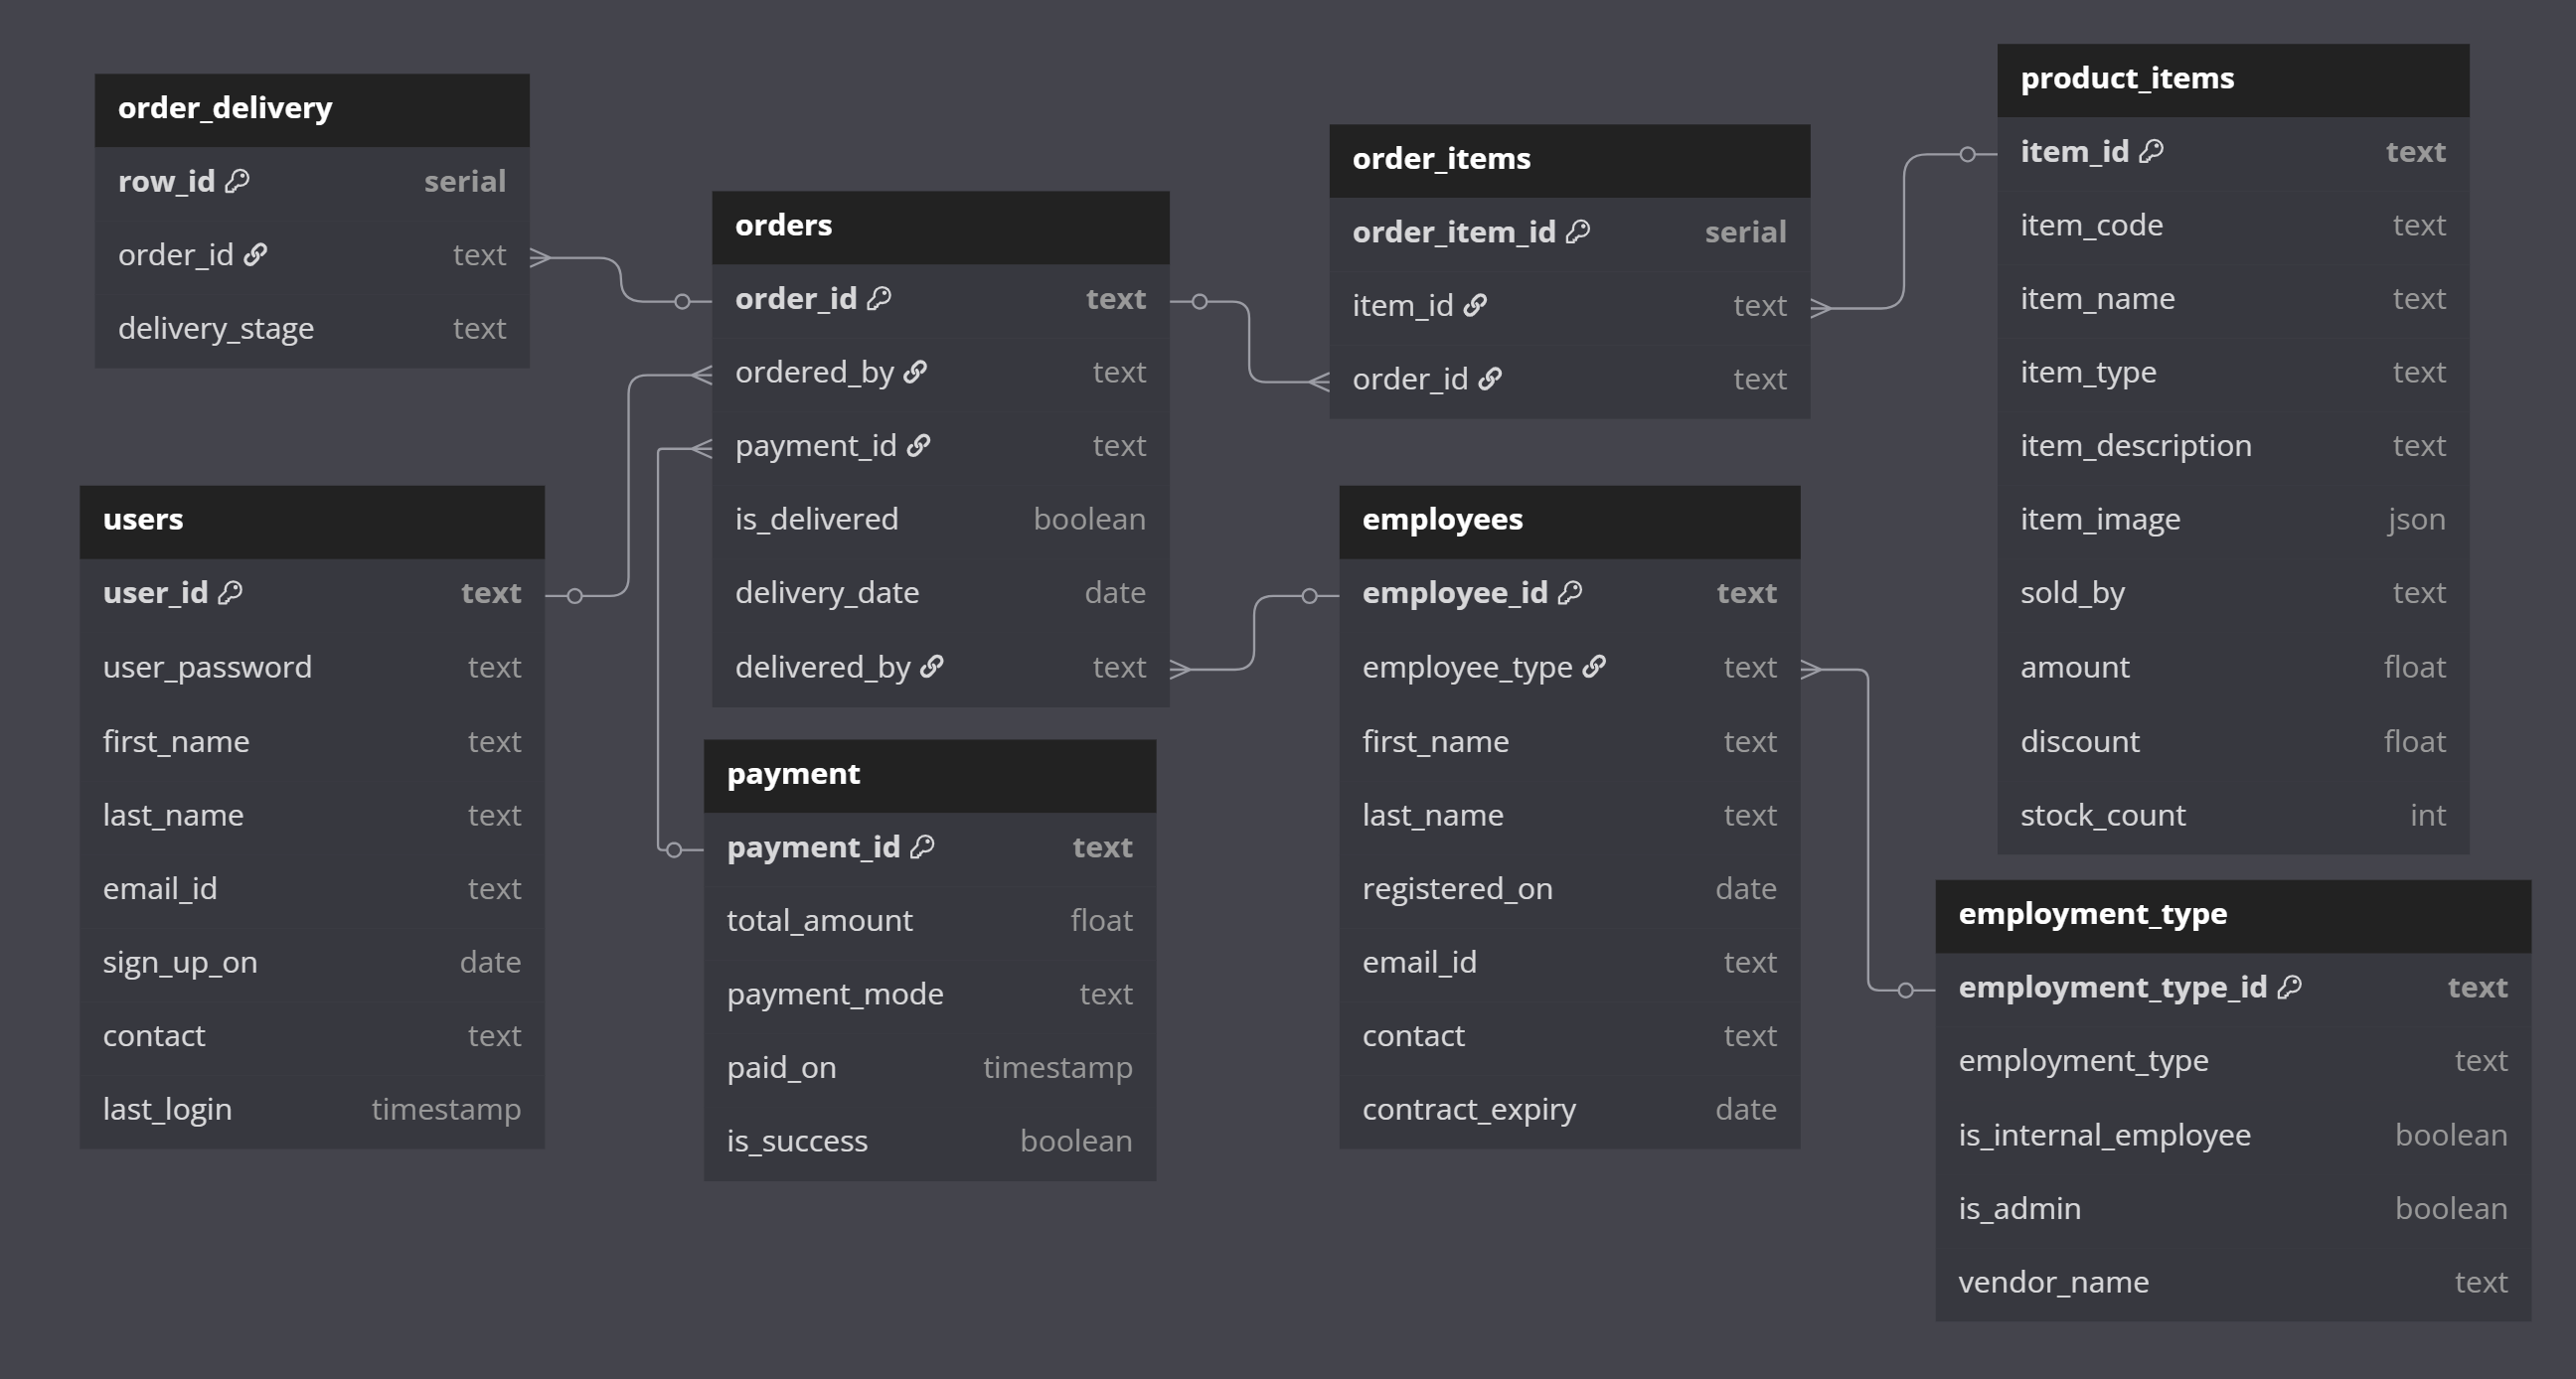 order_delivery
row_id serial
order_id text
delivery_stage text
users
user_id text
user_password text
first_name text
last_name text
email_id text
sign_up_on date
contact text
last_login timestamp
orders
order_id text
ordered_by text
payment_id text
is_delivered boolean
delivery_date date
delivered_by text
payment
payment_id text
total_amount float
payment_mode text
paid_on timestamp
is_success boolean
order_items
order_item_id serial
item_id text
order_id text
employees
employee_id text
employee_type text
first_name text
last_name text
registered_on date
email_id text
contact text
contract_expiry date
product_items
item_id text
item_code text
item_name text
item_type text
item_description text
item_image json
sold_by text
amount float
discount float
stock_count int
employment_type
employment_type_id text
employment_type text
is_internal_employee boolean
is_admin boolean
vendor_name text